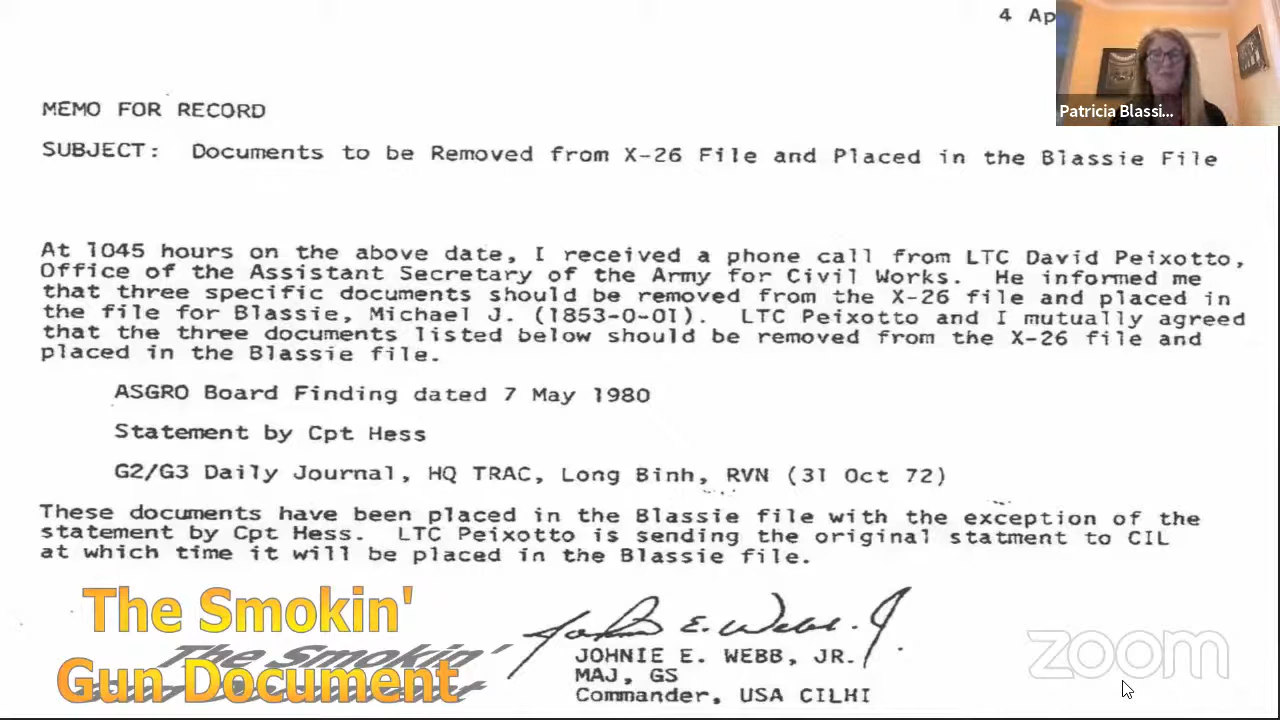 4 Ap
Patricia Blassi...
MEMO FOR RECORD
SUBJECT: Documents to be Removed from X-26 File and Placed in the Blassie File
At 1045 hours on the above date, I received a phone call from LTC David Peixotto,
Office of the Assistant Secretary of the Army for Civil Works. He informed me
that three specific documents should be removed from the X-26 file and placed in
the file for Blassie, Michael J. (1853-0-01). LTC Peixotto and I mutually agreed
that the three documents listed below should be removed from the X-26 file and
placed in the Blassie file.
ASGRO Board Finding dated 7 May 1980
Statement by Cpt Hess
G2/G3 Daily Journal, HQ TRAC, Long Binh, RVN (31 Oct 72)
These documents have been placed in the Blassie file with the exception of the
statement by Cpt Hess. LTC Peixotto is sending the original statment to CIL
at which time it will be placed in the Blassie file.
The Smokin'
Gun Document
Johnie E. Webb. J
JOHNIE E. WEBB, JR.
MAJ, GS
Commander, USA CILHI
zoom